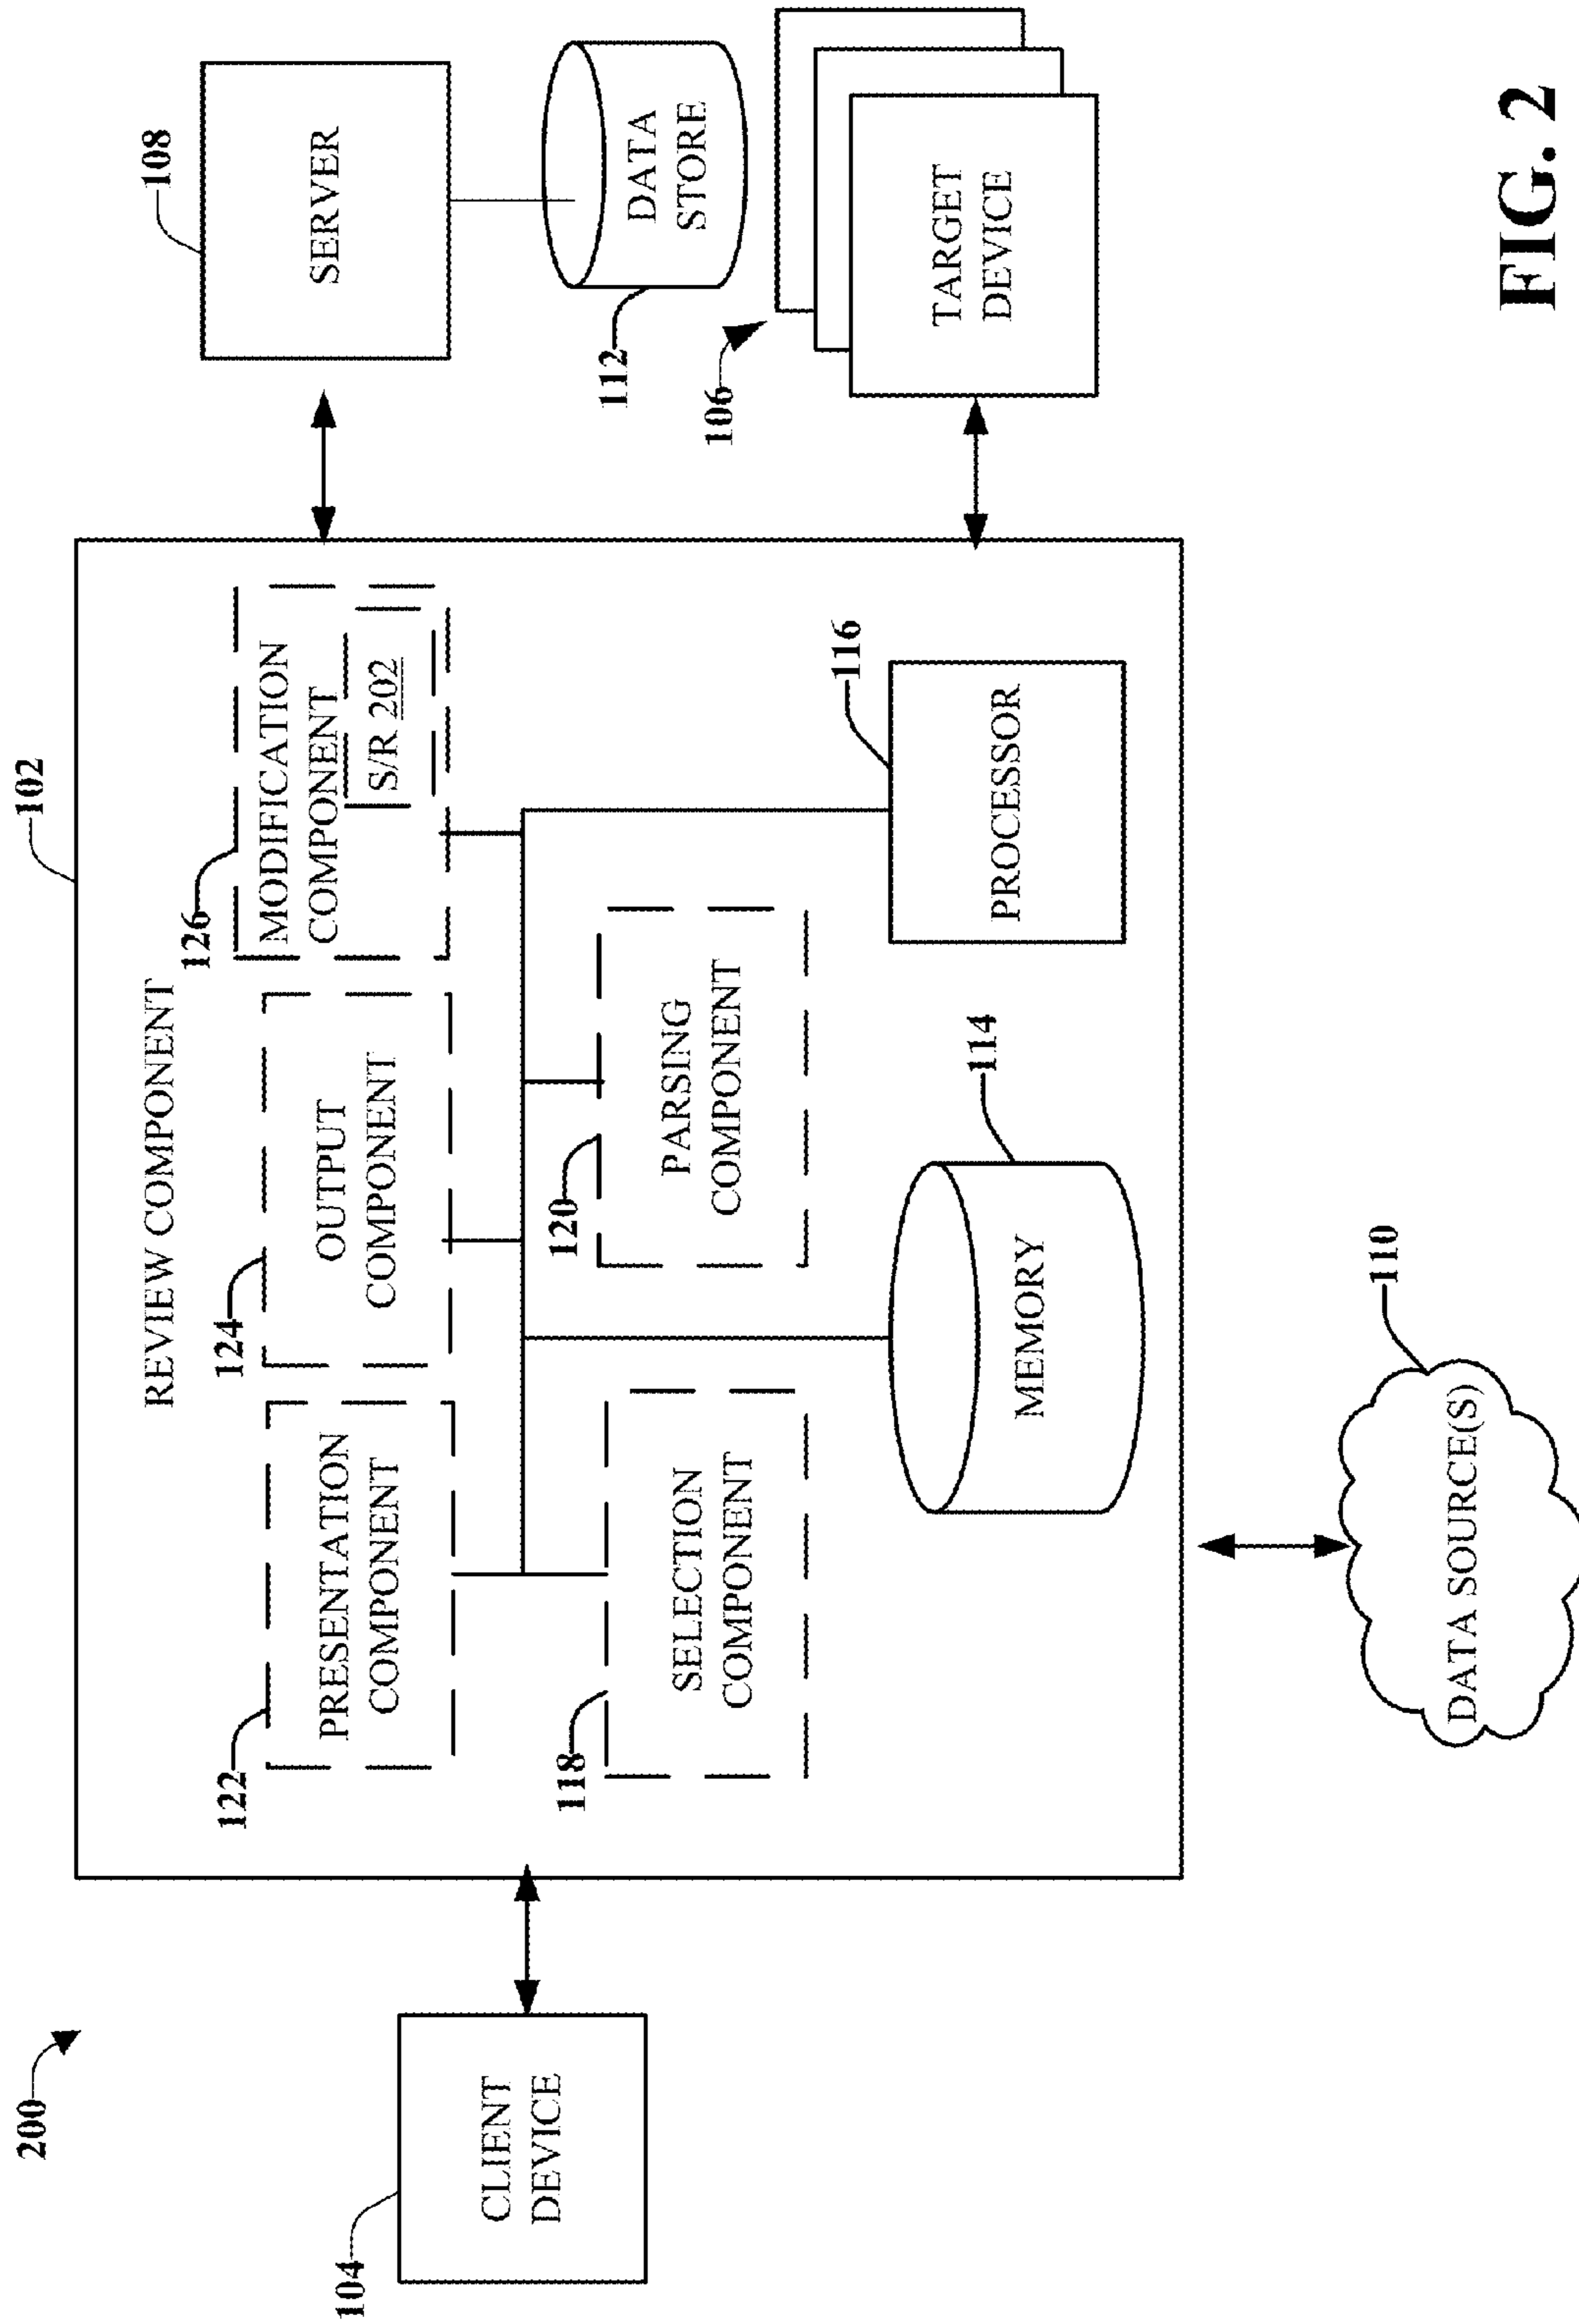 200
102
REVIEW COMPONENT
108
SERVER
104
CLIENT
DEVICE
122
PRESENTATION
COMPONENT
124
OUTPUT
COMPONENT
126
MODIFICATION
COMPONENT
S/R 202
112
DATA
STORE
118
SELECTION
COMPONENT
120
PARSING
COMPONENT
106
TARGET
DEVICE
114
MEMORY
116
PROCESSOR
110
DATA SOURCE(S)
FIG. 2